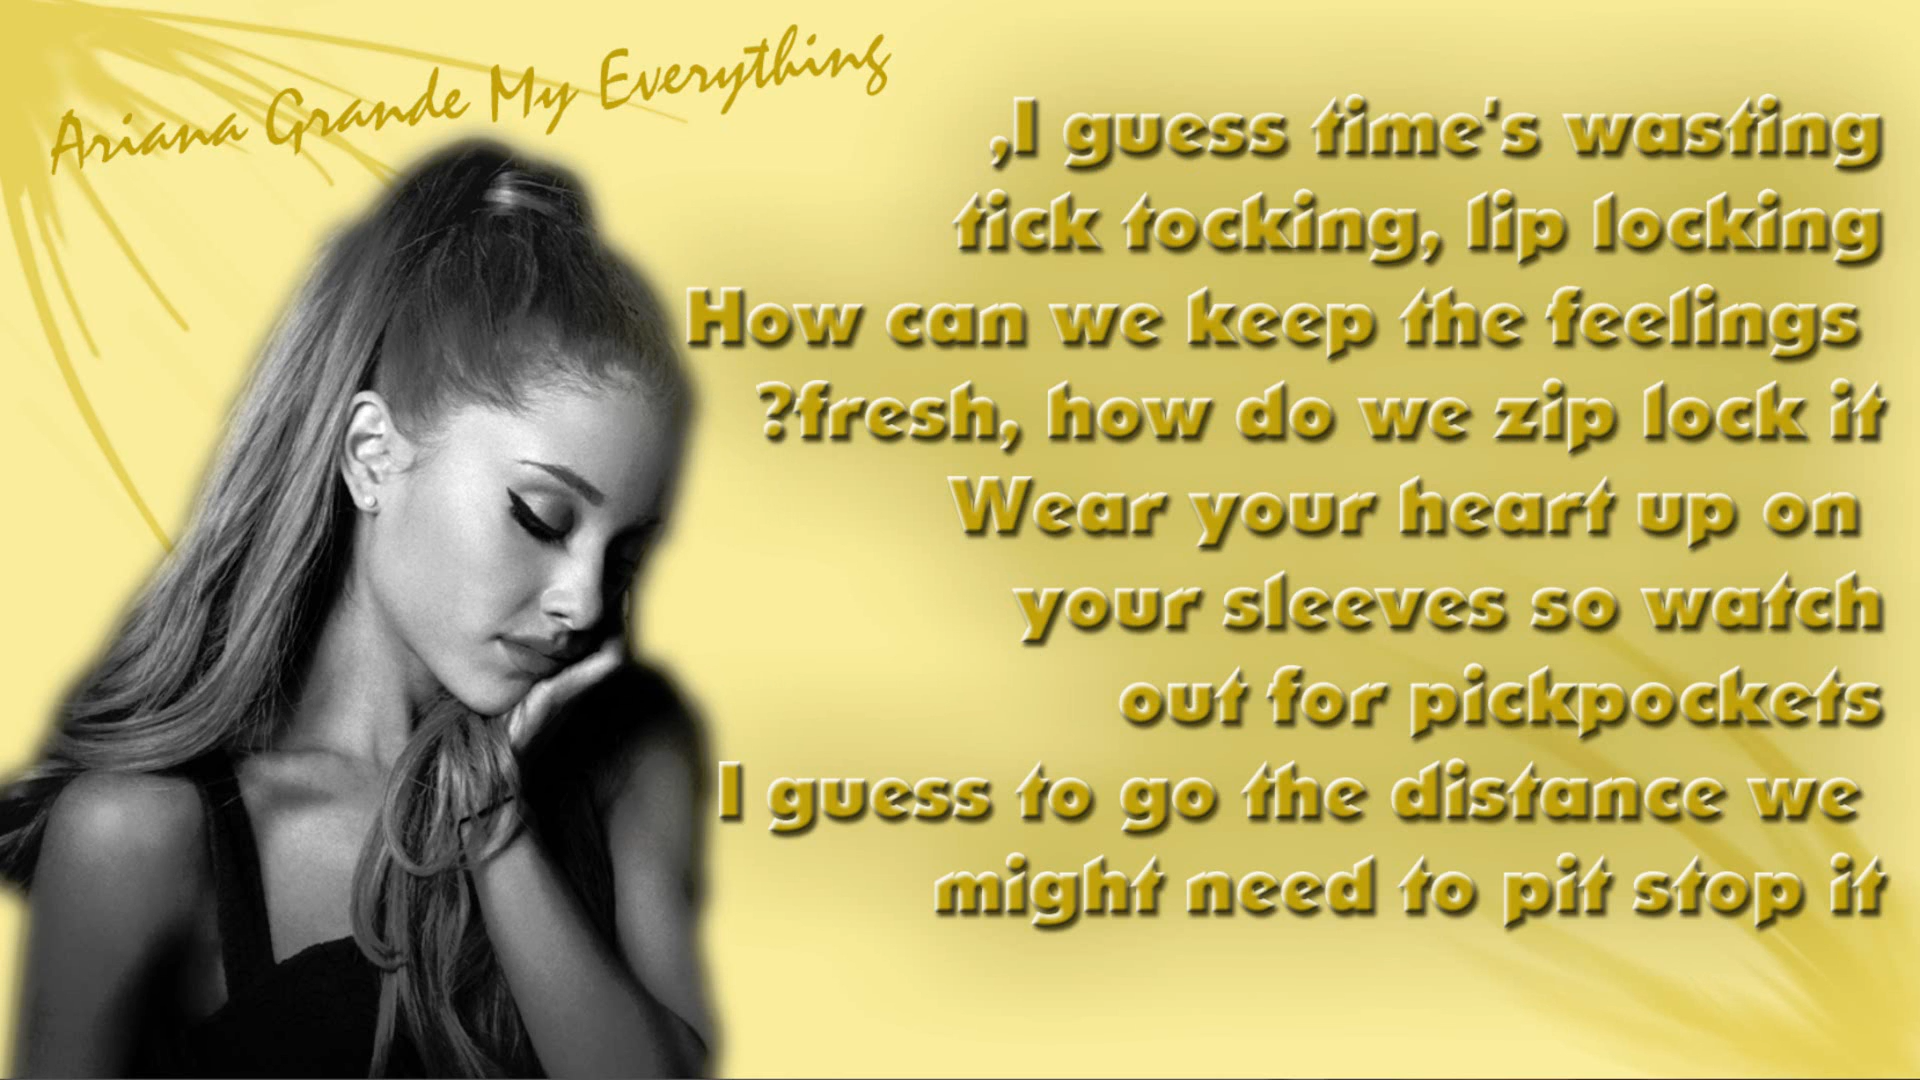 Ariana Grande My Everything
,I guess time's wasting
tick tocking, lip locking
How can we keep the feelings
?fresh, how do we zip lock it
Wear your heart up on
your sleeves so watch
out for pickpockets
I guess to go the distance we
might need to pit stop it